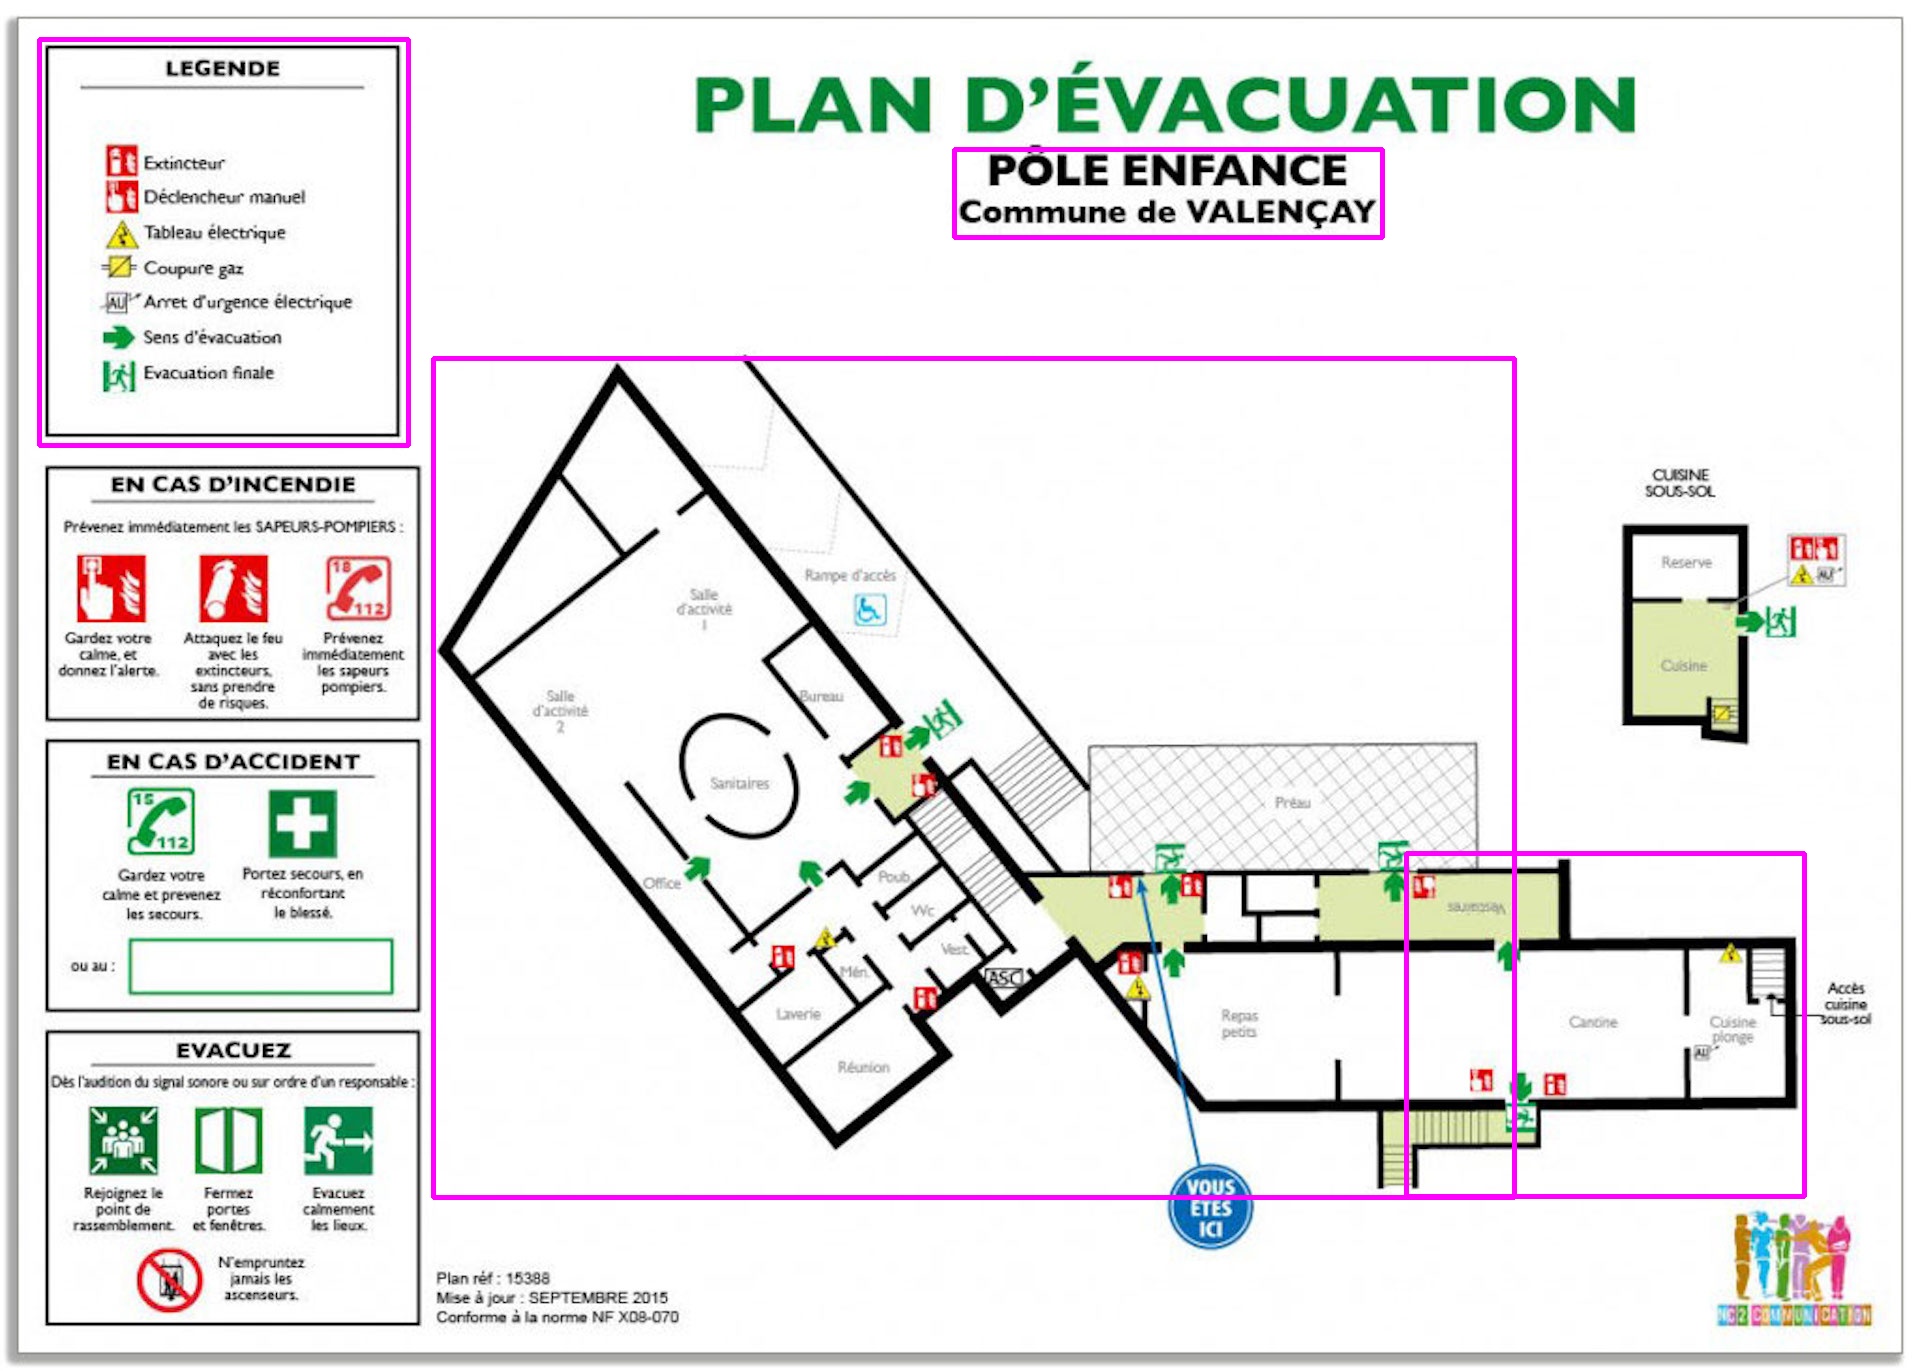 PLAN D'ÉVACUATION
PÔLE ENFANCE
Commune de VALENÇAY
LEGENDE
Extincteur
Déclencheur manuel
Tableau électrique
Coupure gaz
AU
Arret d'urgence électrique
Sens d'évacuation
Evacuation finale
EN CAS D'INCENDIE
Prévenez immédiatement les SAPEURS-POMPIERS :
18
112
Gardez votre
calme, et
donnez l'alerte.
Attaquez le feu
avec les
extincteurs,
sans prendre
de risques.
Prévenez
immédiatement
les sapeurs
pompiers.
EN CAS D'ACCIDENT
15
112
Gardez votre
calme et prevenez
les secours.
Portez secours, en
réconfortant
le blessé.
ou au :
EVACUEZ
Dès l'audition du signal sonore ou sur ordre d'un responsable :
Rejoignez le
point de
rassemblement.
Fermez
portes
et fenêtres.
Evacuez
calmement
les lieux.
N'empruntez
jamais les
ascenseurs.
Rampe d'accès
Salle
d'activité
1
Salle
d'activité
2
Bureau
Sanitaires
Office
Poub.
Wc
Vest.
Mén.
ASC
Laverie
Réunion
Préau
Vestiaires
Repas
petits
Cantine
Cuisine
plonge
AU
Accès
cuisine
sous-sol
CUISINE
SOUS-SOL
Reserve
AU
Cuisine
VOUS
ETES
ICI
Plan réf : 15388
Mise à jour : SEPTEMBRE 2015
Conforme à la norme NF X08-070
NC2 COMMUNICATION